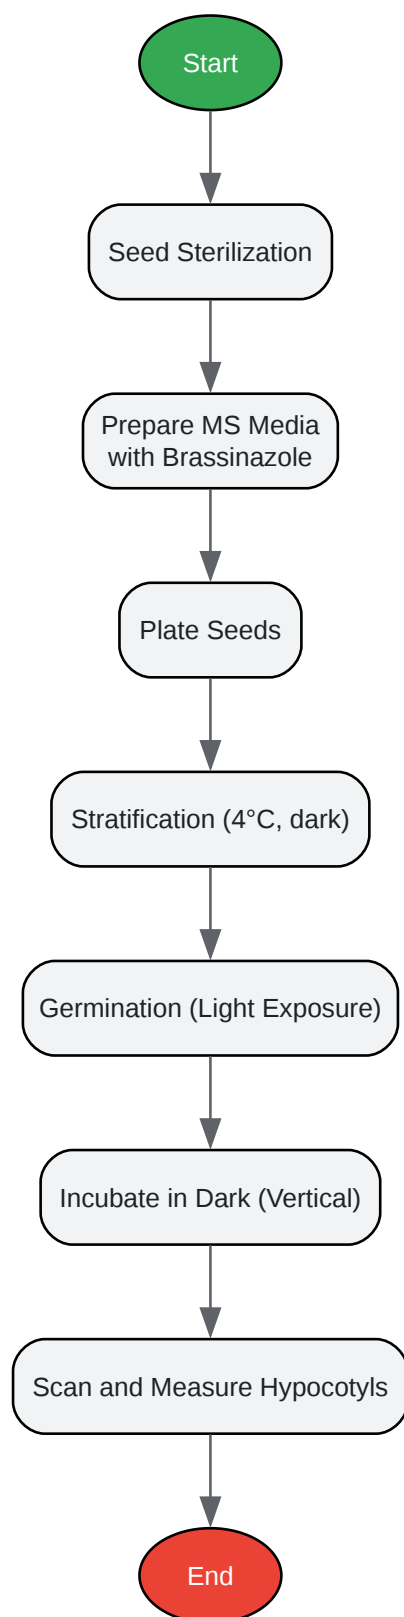 Start
Seed Sterilization
Prepare MS Media
with Brassinazole
Plate Seeds
Stratification (4°C, dark)
Germination (Light Exposure)
Incubate in Dark (Vertical)
Scan and Measure Hypocotyls
End